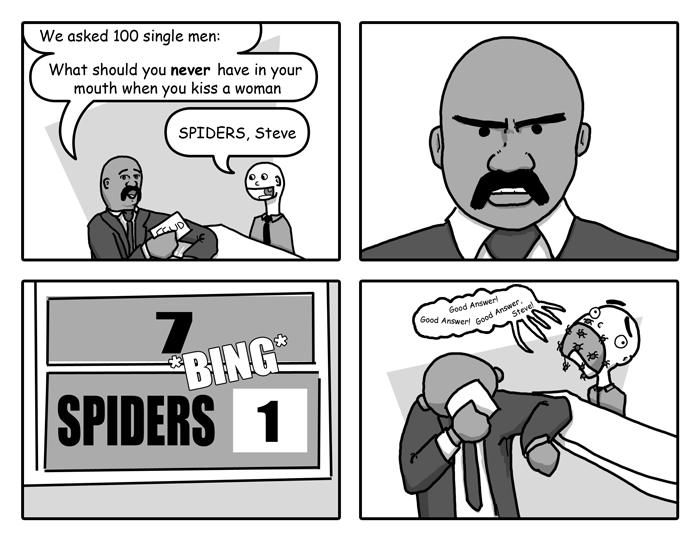 We asked 100 single men:
What should you never have in your
mouth when you kiss a woman
SPIDERS, Steve
FEUD
7
*BING*
SPIDERS 1
Good Answer!
Good Answer! Good Answer,
Steve!